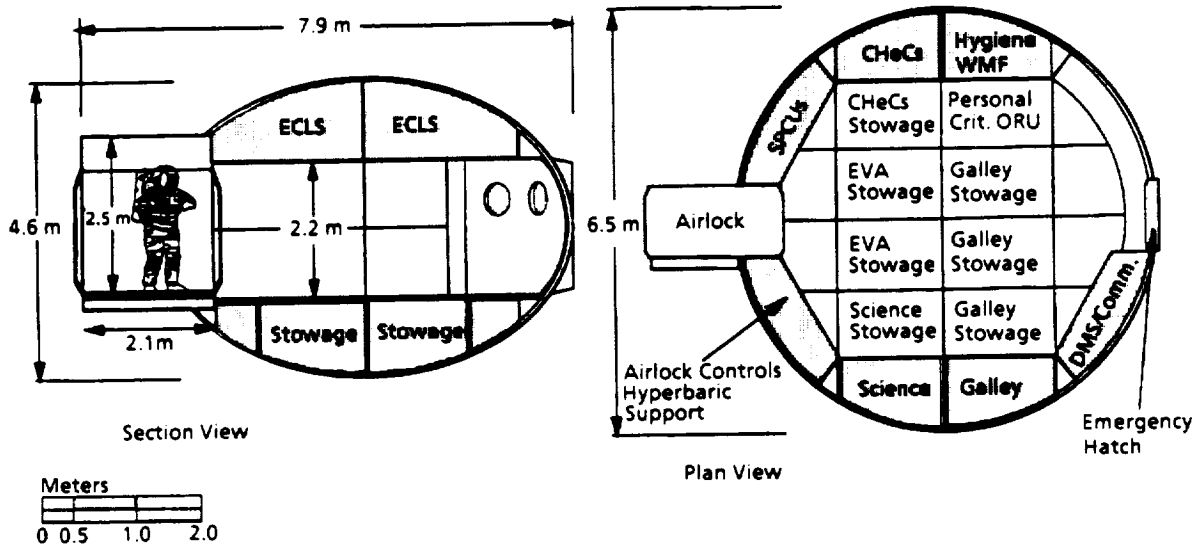 7.9 m
ECLS
ECLS
4.6 m
2.5 m
2.2 m
Stowage
Stowage
2.1m
Section View
Meters
0 0.5 1.0 2.0
CHeCs
Hygiene
WMF
SPCUs
CHeCs
Stowage
Personal
Crit. ORU
EVA
Stowage
Galley
Stowage
6.5 m
Airlock
EVA
Stowage
Galley
Stowage
Science
Stowage
Galley
Stowage
DMS/Comm.
Airlock Controls
Hyperbaric
Support
Science
Galley
Emergency
Hatch
Plan View